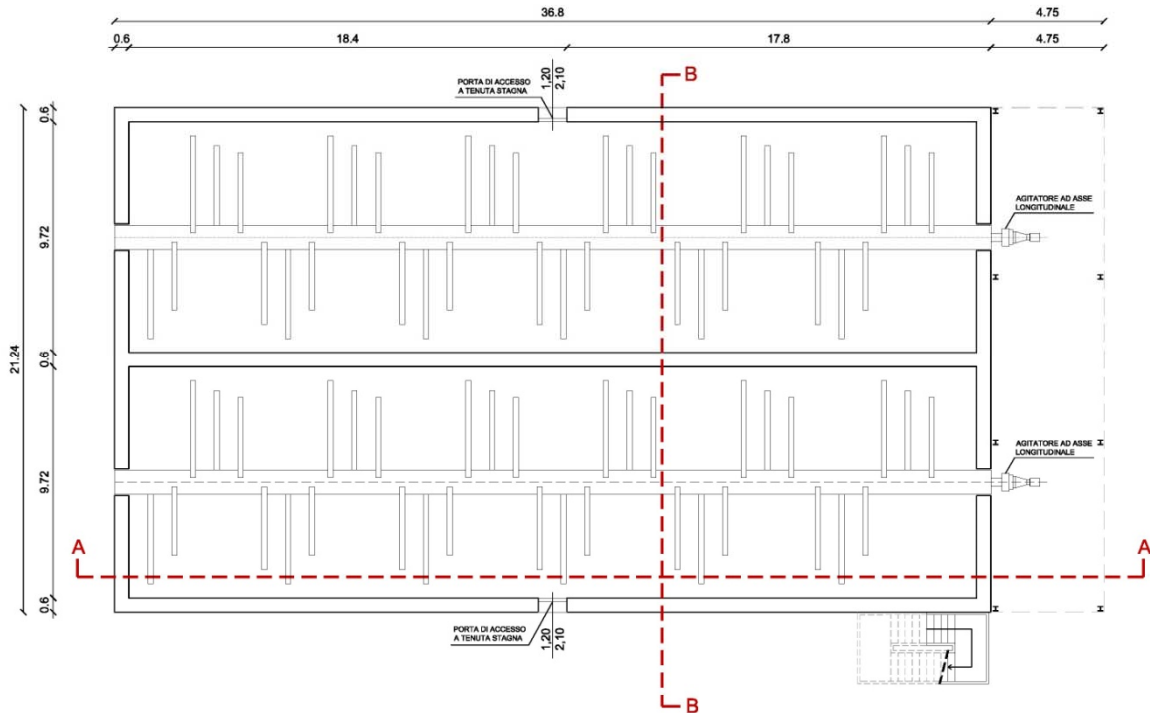 36.8
4.75
0.6
18.4
17.8
4.75
PORTA DI ACCESSO
A TENUTA STAGNA
1,20
2,10
B
0.6
AGITATORE AD ASSE
LONGITUDINALE
9.72
21.24
0.6
AGITATORE AD ASSE
LONGITUDINALE
9.72
A
A
0.6
PORTA DI ACCESSO
A TENUTA STAGNA
1,20
2,10
B